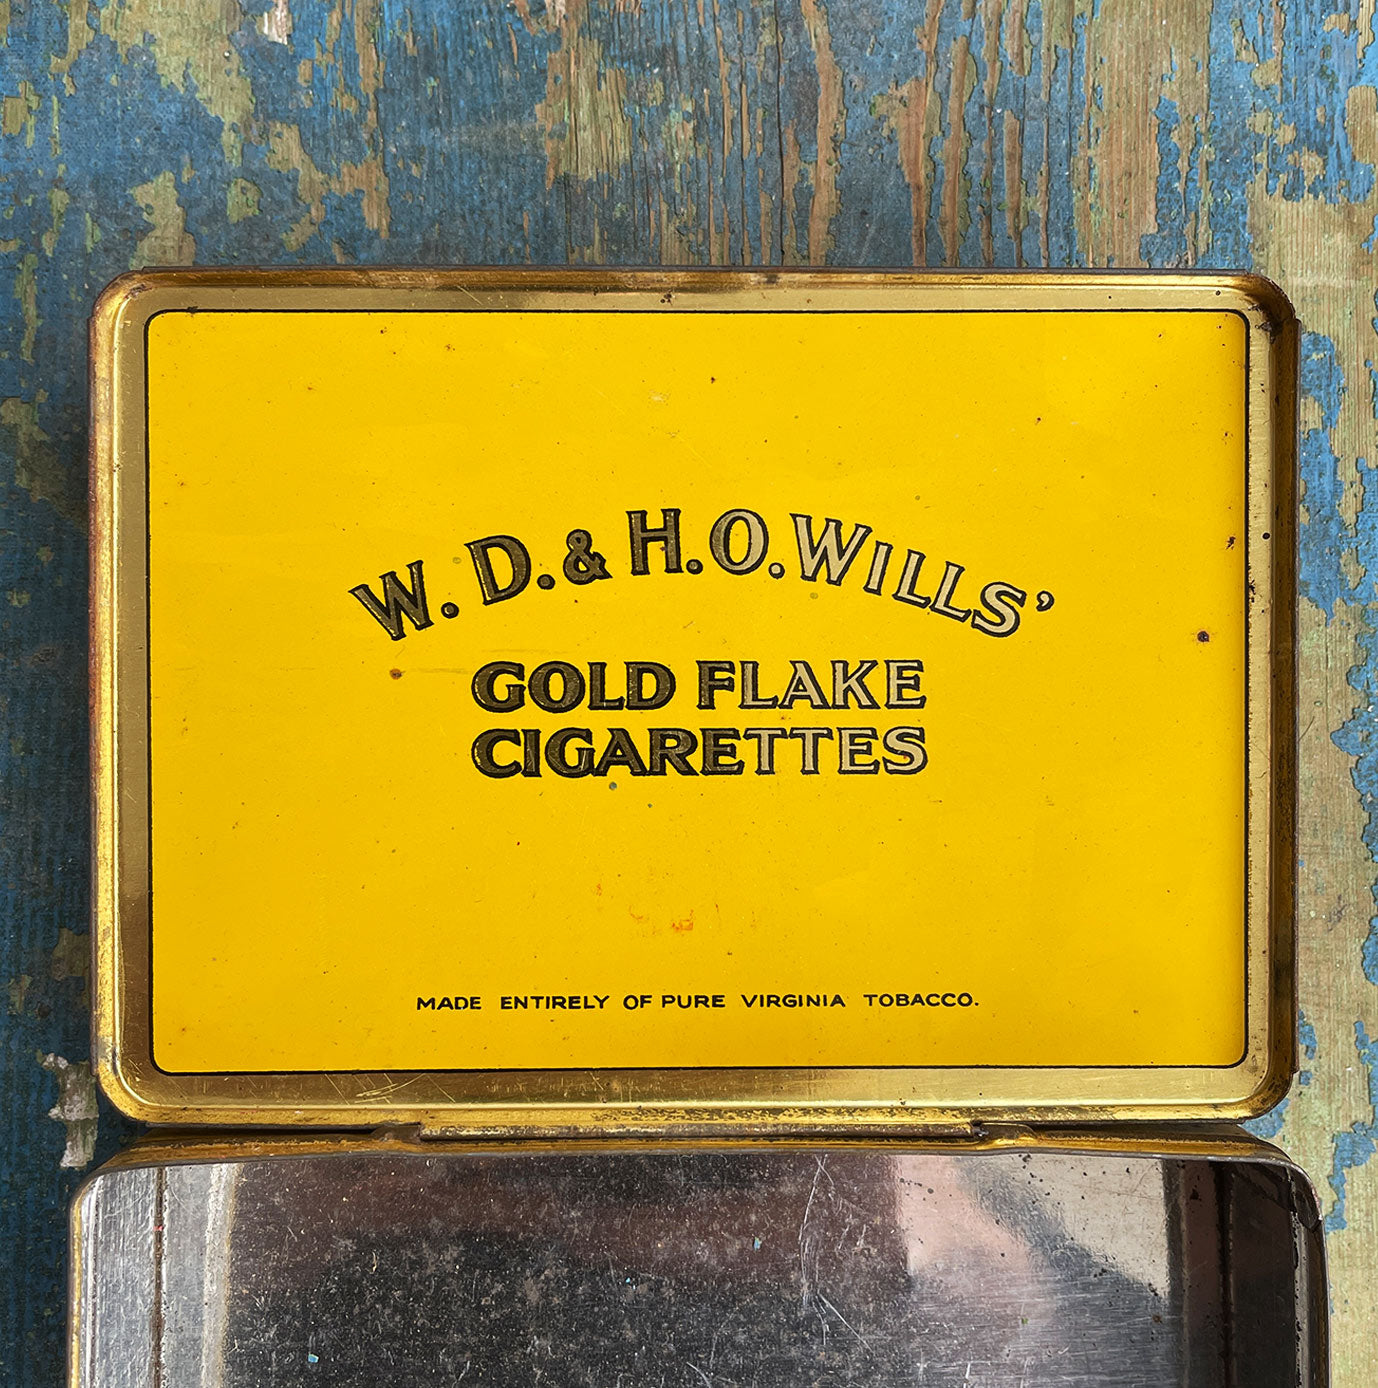 W. D. & H. O. WILLS'
GOLD FLAKE
CIGARETTES
MADE ENTIRELY OF PURE VIRGINIA TOBACCO.